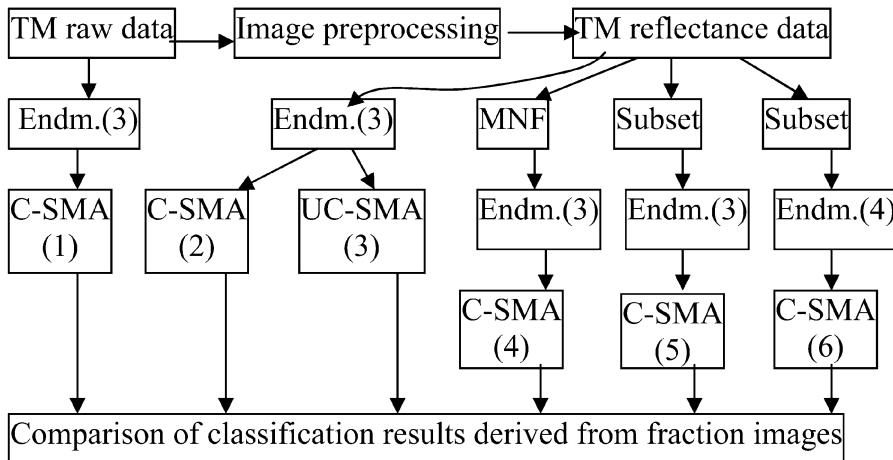 TM raw data
Image preprocessing
TM reflectance data
Endm.(3)
Endm.(3)
MNF
Subset
Subset
C-SMA
(1)
C-SMA
(2)
UC-SMA
(3)
Endm.(3)
Endm.(3)
Endm.(4)
C-SMA
(4)
C-SMA
(5)
C-SMA
(6)
Comparison of classification results derived from fraction images